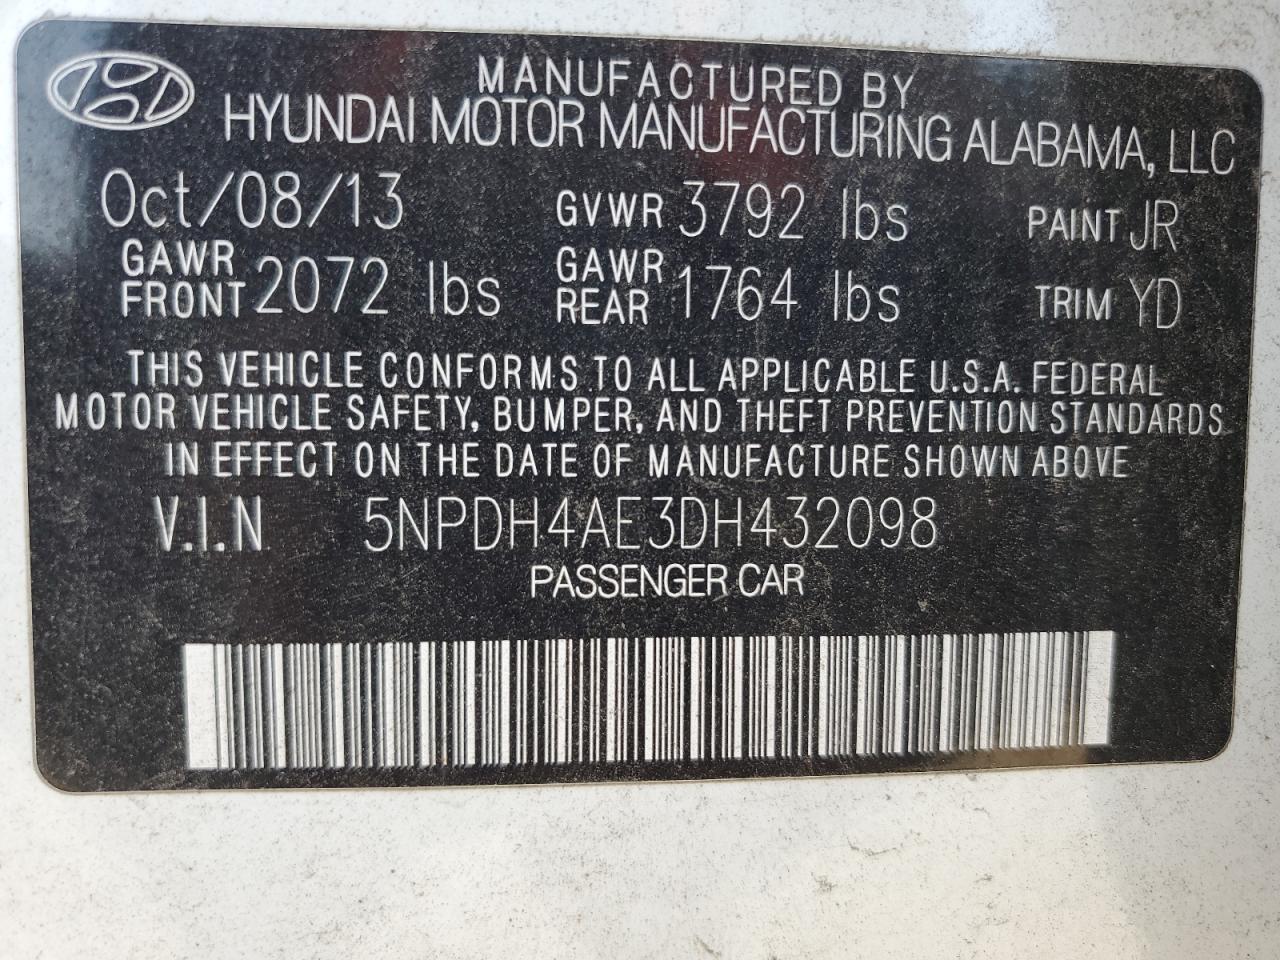 MANUFACTURED BY
HYUNDAI MOTOR MANUFACTURING ALABAMA, LLC
Oct/08/13 GVWR 3792 lbs PAINT JR
GAWR FRONT 2072 lbs GAWR REAR 1764 lbs TRIM YD
THIS VEHICLE CONFORMS TO ALL APPLICABLE U.S.A. FEDERAL
MOTOR VEHICLE SAFETY, BUMPER, AND THEFT PREVENTION STANDARDS
IN EFFECT ON THE DATE OF MANUFACTURE SHOWN ABOVE
V.I.N 5NPDH4AE3DH432098
PASSENGER CAR